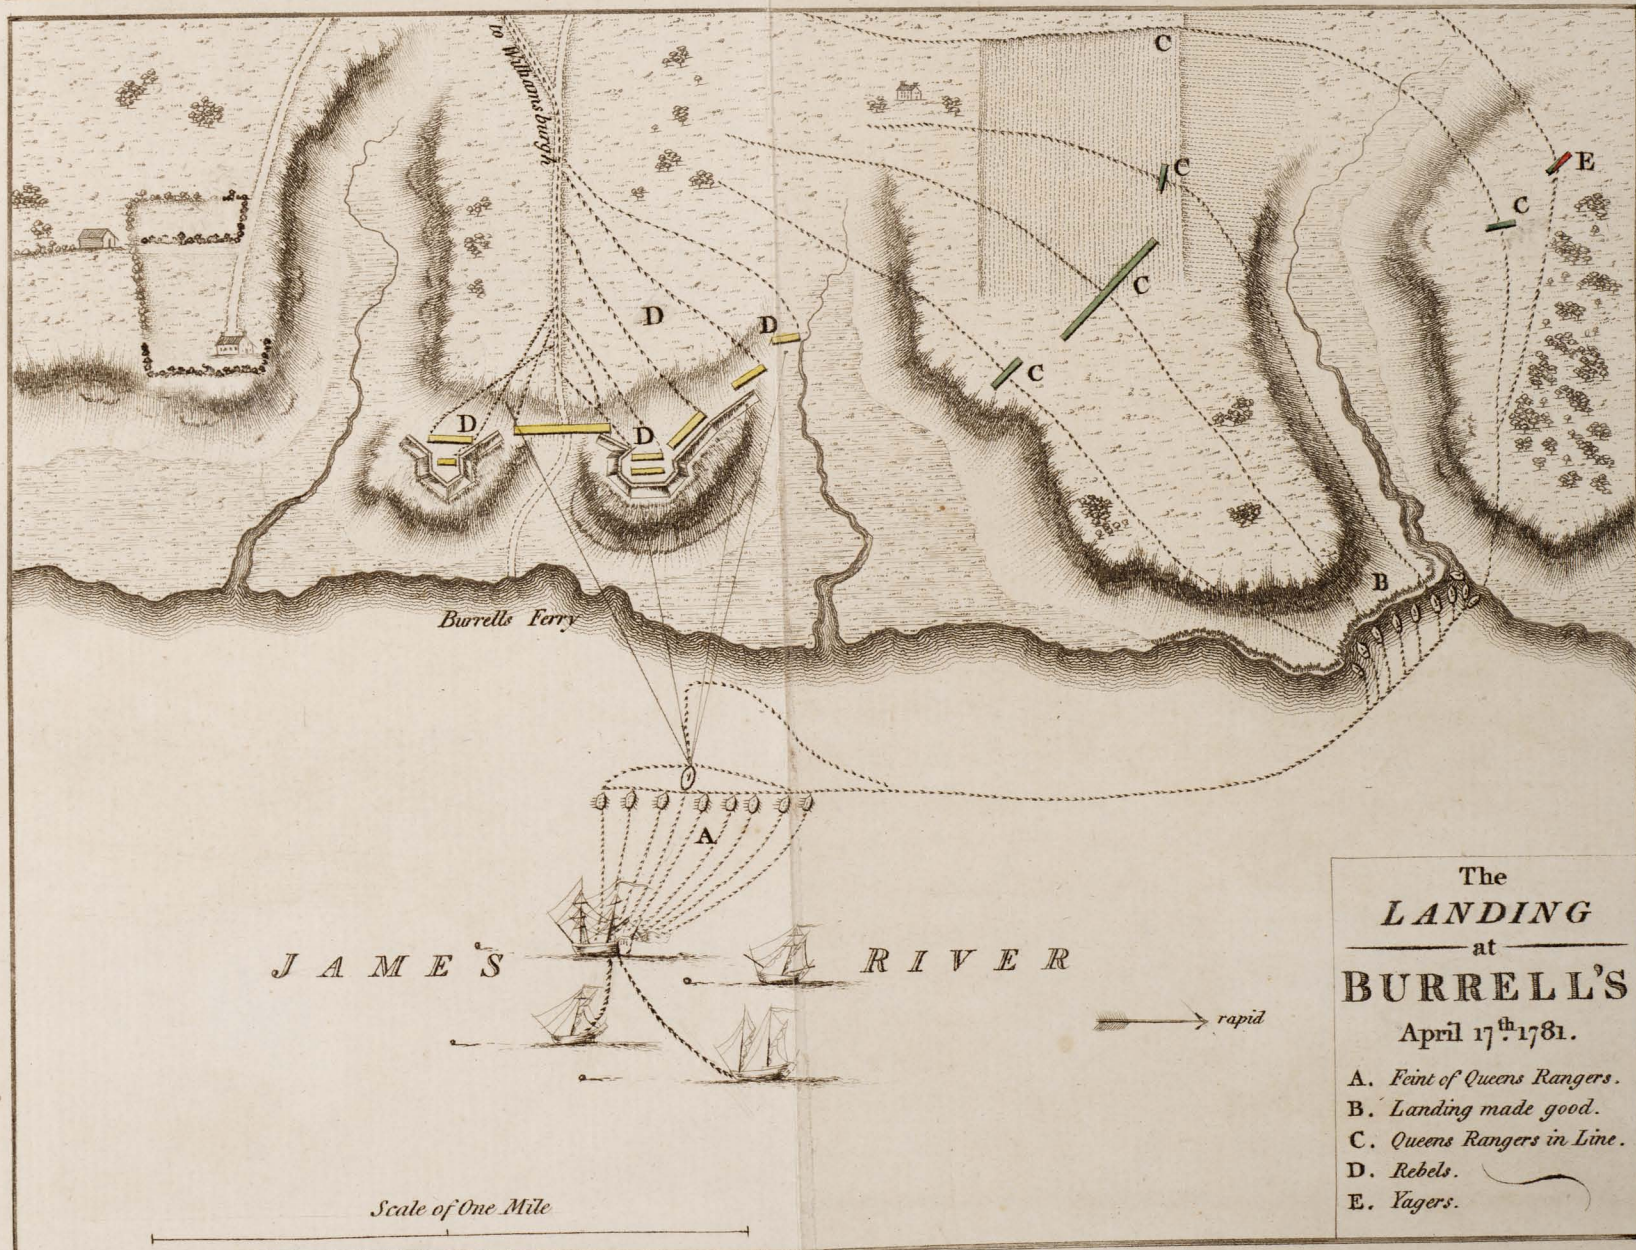 to Williamsburgh
C
C
E
C
C
D
D
C
D
D
B
Burrells Ferry
A
JAME'S RIVER
rapid
The
LANDING
at
BURRELL'S
April 17th. 1781.
A. Feint of Queens Rangers.
B. Landing made good.
C. Queens Rangers in Line.
D. Rebels.
E. Yagers.
Scale of One Mile